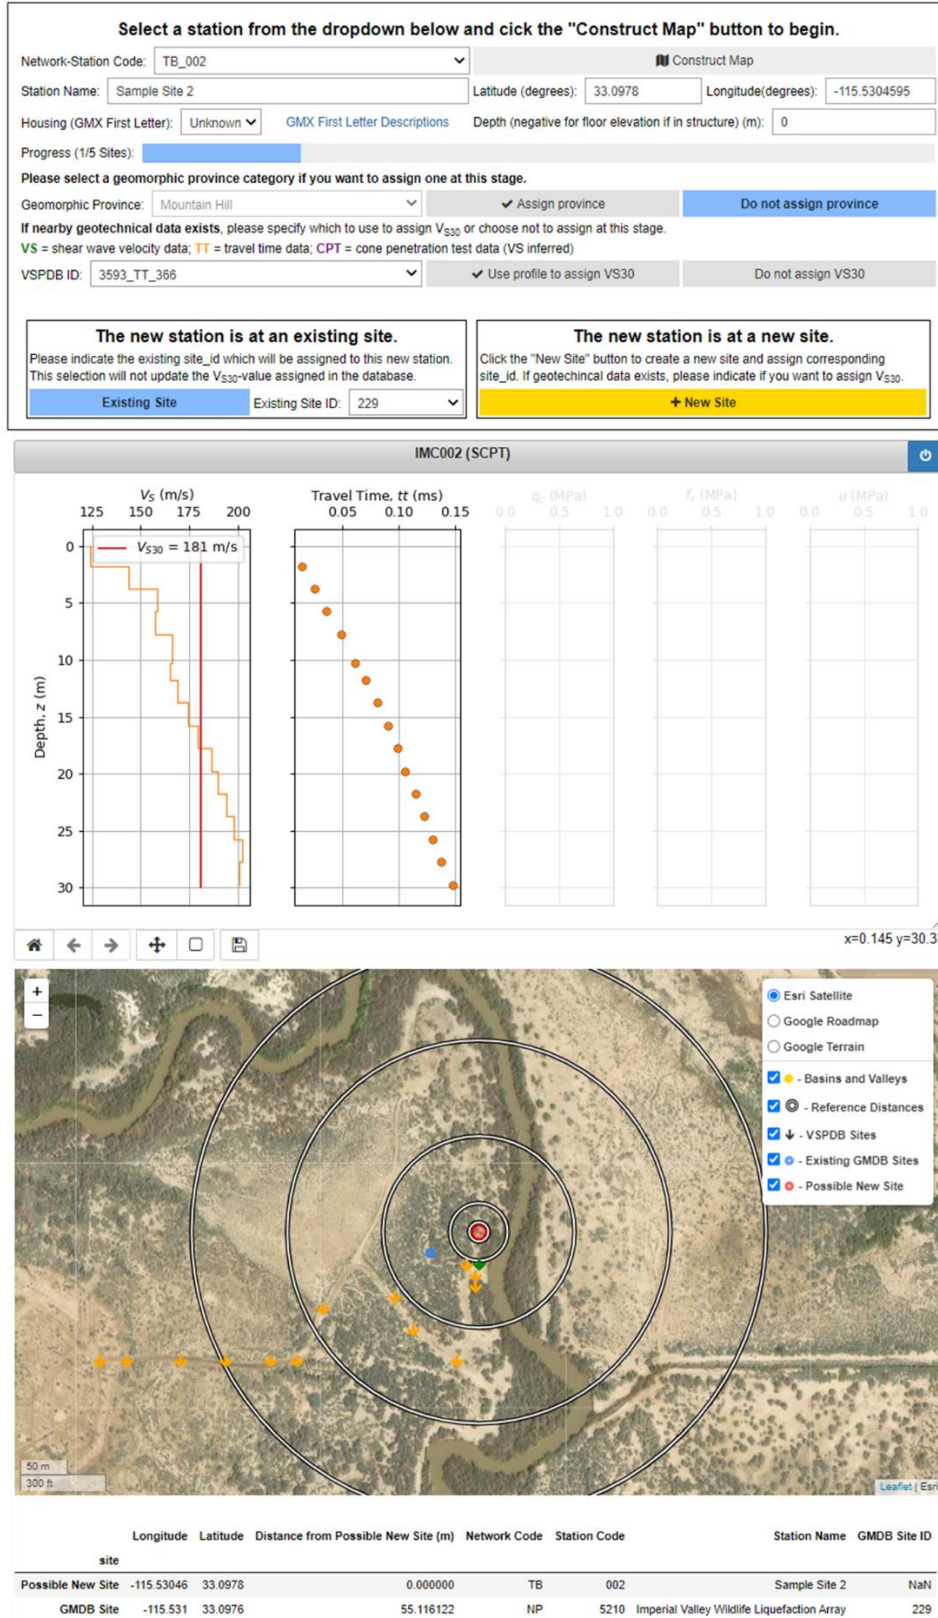 Select a station from the dropdown below and cick the "Construct Map" button to begin.
Network-Station Code: TB_002 Construct Map
Station Name: Sample Site 2 Latitude (degrees): 33.0978 Longitude(degrees): -115.5304595
Housing (GMX First Letter): Unknown GMX First Letter Descriptions Depth (negative for floor elevation if in structure) (m): 0
Progress (1/5 Sites):
Please select a geomorphic province category if you want to assign one at this stage.
Geomorphic Province: Mountain Hill ✔ Assign province Do not assign province
If nearby geotechnical data exists, please specify which to use to assign VS30 or choose not to assign at this stage.
VS = shear wave velocity data; TT = travel time data; CPT = cone penetration test data (VS inferred)
VSPDB ID: 3593_TT_366 ✔ Use profile to assign VS30 Do not assign VS30
The new station is at an existing site.
Please indicate the existing site_id which will be assigned to this new station.
This selection will not update the VS30-value assigned in the database.
Existing Site Existing Site ID: 229
The new station is at a new site.
Click the "New Site" button to create a new site and assign corresponding
site_id. If geotechincal data exists, please indicate if you want to assign VS30.
+ New Site
IMC002 (SCPT)
VS (m/s)
125 150 175 200
VS30 = 181 m/s
Depth, z (m)
0
5
10
15
20
25
30
Travel Time, tt (ms)
0.05 0.10 0.15
qc (MPa)
0.0 0.5 1.0
(MPa)
0.0 0.5 1.0
u (MPa)
0.0 0.5 1.0
x=0.145 y=30.3
+
−
Esri Satellite
Google Roadmap
Google Terrain
- Basins and Valleys
- Reference Distances
- VSPDB Sites
- Existing GMDB Sites
- Possible New Site
50 m
300 ft
Leaflet | Esri
Longitude Latitude Distance from Possible New Site (m) Network Code Station Code Station Name GMDB Site ID
site
Possible New Site -115.53046 33.0978 0.000000 TB 002 Sample Site 2 NaN
GMDB Site -115.531 33.0976 55.116122 NP 5210 Imperial Valley Wildlife Liquefaction Array 229